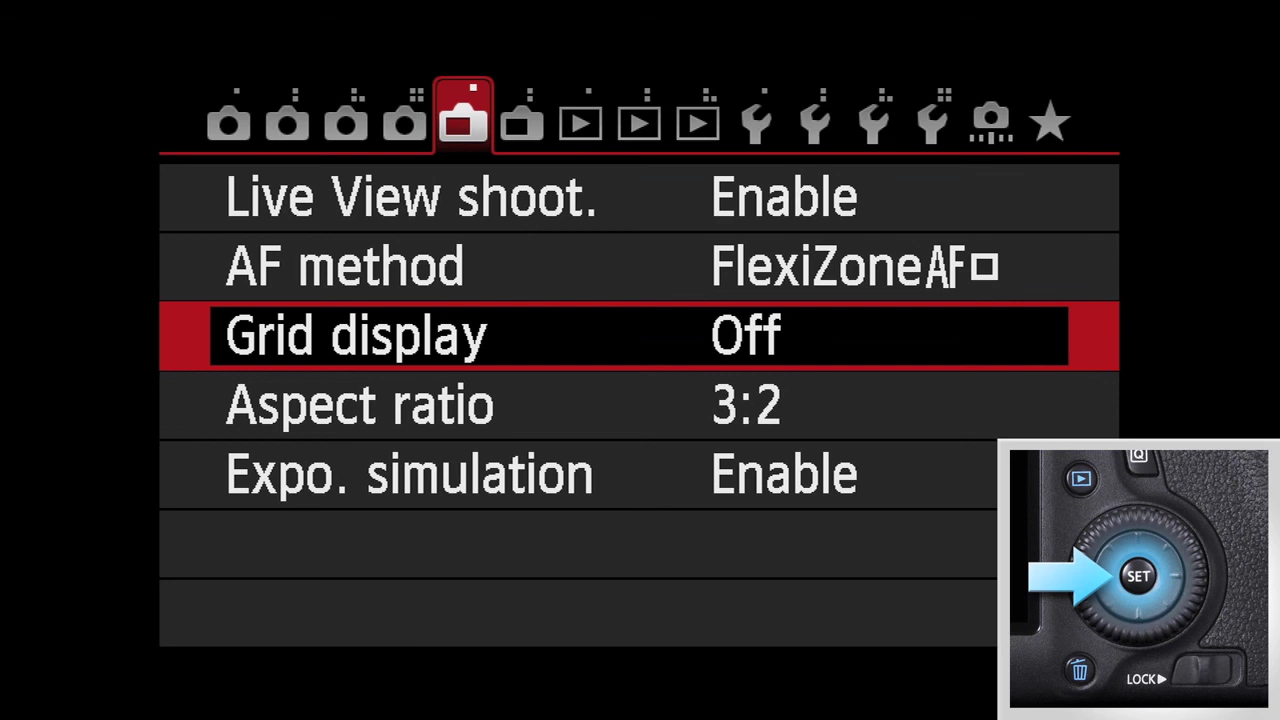 Live View shoot. Enable
AF method FlexiZoneAF□
Grid display Off
Aspect ratio 3:2
Expo. simulation Enable
Q
SET
LOCK▶